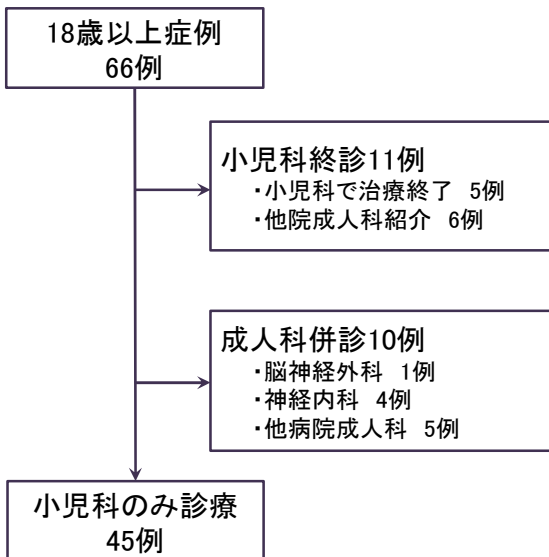 18歳以上症例
66例
小児科終診11例
・小児科で治療終了 5例
・他院成人科紹介 6例
成人科併診10例
・脳神経外科 1例
・神経内科 4例
・他病院成人科 5例
小児科のみ診療
45例